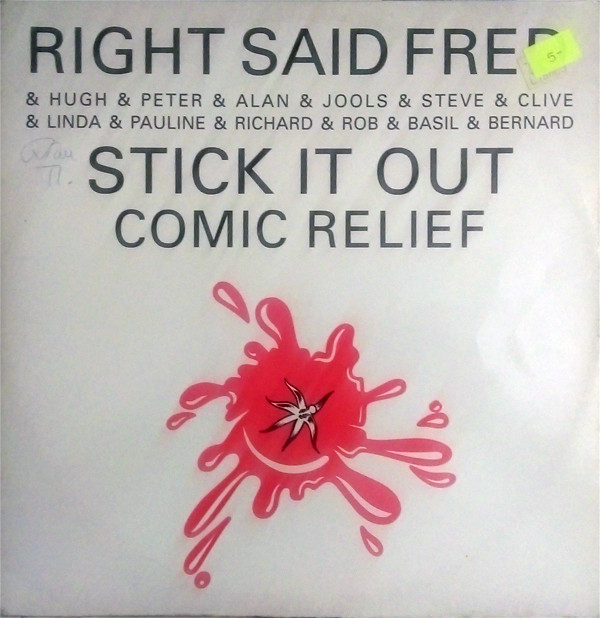 RIGHT SAID FRED
5-
& HUGH & PETER & ALAN & JOOLS & STEVE & CLIVE
& LINDA & PAULINE & RICHARD & ROB & BASIL & BERNARD
STICK IT OUT
COMIC RELIEF